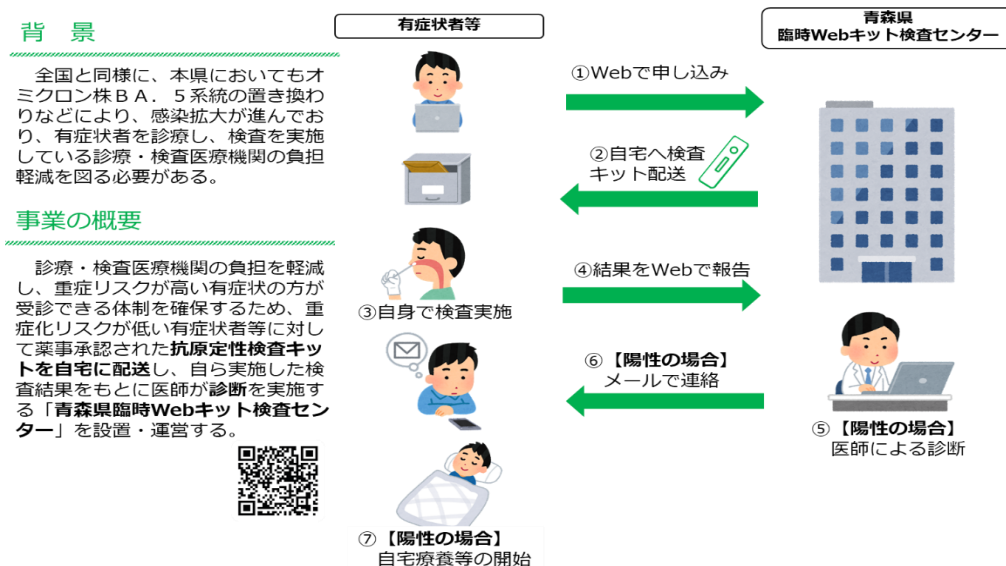 背 景
全国と同様に、本県においてもオ
ミクロン株ＢＡ．５系統の置き換わ
りなどにより、感染拡大が進んでお
り、有症状者を診療し、検査を実施
している診療・検査医療機関の負担
軽減を図る必要がある。
事業の概要
診療・検査医療機関の負担を軽減
し、重症リスクが高い有症状の方が
受診できる体制を確保するため、重
症化リスクが低い有症状者等に対し
て薬事承認された抗原定性検査キッ
トを自宅に配送し、自ら実施した検
査結果をもとに医師が診断を実施す
る「青森県臨時Webキット検査セン
ター」を設置・運営する。
有症状者等
青森県
臨時Webキット検査センター
①Webで申し込み
②自宅へ検査
キット配送
③自身で検査実施
④結果をWebで報告
⑤【陽性の場合】
医師による診断
⑥【陽性の場合】
メールで連絡
⑦【陽性の場合】
自宅療養等の開始